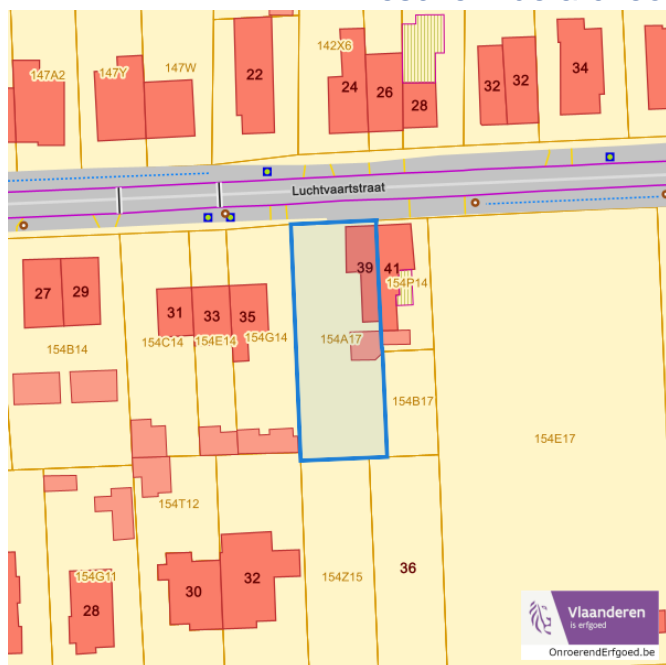 147A2
147Y
147W
22
142X6
24
26
28
32
32
34
Luchtvaartstraat
27
29
31
33
35
39
41
154P14
154B14
154C14
154E14
154G14
154A17
154B17
154E17
154T12
154G11
28
30
32
154Z15
36
Vlaanderen
is erfgoed
OnroerendErfgoed.be